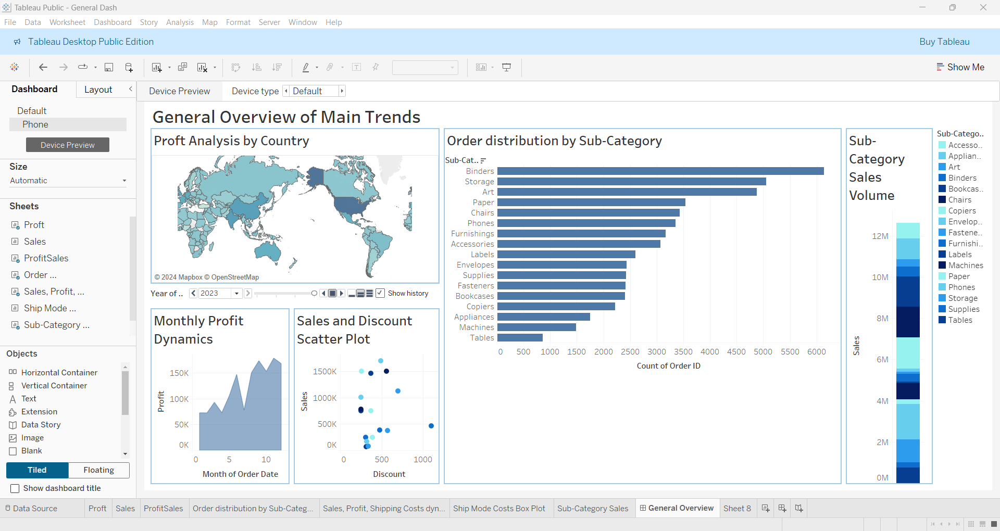 Tableau Public - General Dash
File Data Worksheet Dashboard Story Analysis Map Format Server Window Help
Tableau Desktop Public Edition
Buy Tableau
Show Me
Dashboard
Layout
Device Preview
Device type
Default
Default
Phone
Device Preview
Size
Automatic
Sheets
Proft
Sales
ProfitSales
Order ...
Sales, Profit, ...
Ship Mode ...
Sub-Category ...
Objects
Horizontal Container
Vertical Container
Text
Extension
Data Story
Image
Blank
Tiled
Floating
Show dashboard title
General Overview of Main Trends
Proft Analysis by Country
© 2024 Mapbox © OpenStreetMap
Year of ..
2023
Show history
Monthly Profit
Dynamics
Profit
150K
100K
50K
0K
0 5 10
Month of Order Date
Sales and Discount
Scatter Plot
Sales
1500K
1000K
500K
0K
0 500 1000
Discount
Order distribution by Sub-Category
Sub-Cat..
Binders
Storage
Art
Paper
Chairs
Phones
Furnishings
Accessories
Labels
Envelopes
Supplies
Fasteners
Bookcases
Copiers
Appliances
Machines
Tables
0 500 1000 1500 2000 2500 3000 3500 4000 4500 5000 5500 6000
Count of Order ID
Sub-
Category
Sales
Volume
Sales
12M
10M
8M
6M
4M
2M
0M
Sub-Catego..
Accesso..
Applian..
Art
Binders
Bookcas..
Chairs
Copiers
Envelop..
Fastene..
Furnishi..
Labels
Machines
Paper
Phones
Storage
Supplies
Tables
Data Source
Proft
Sales
ProfitSales
Order distribution by Sub-Categ...
Sales, Profit, Shipping Costs dyn...
Ship Mode Costs Box Plot
Sub-Category Sales
General Overview
Sheet 8